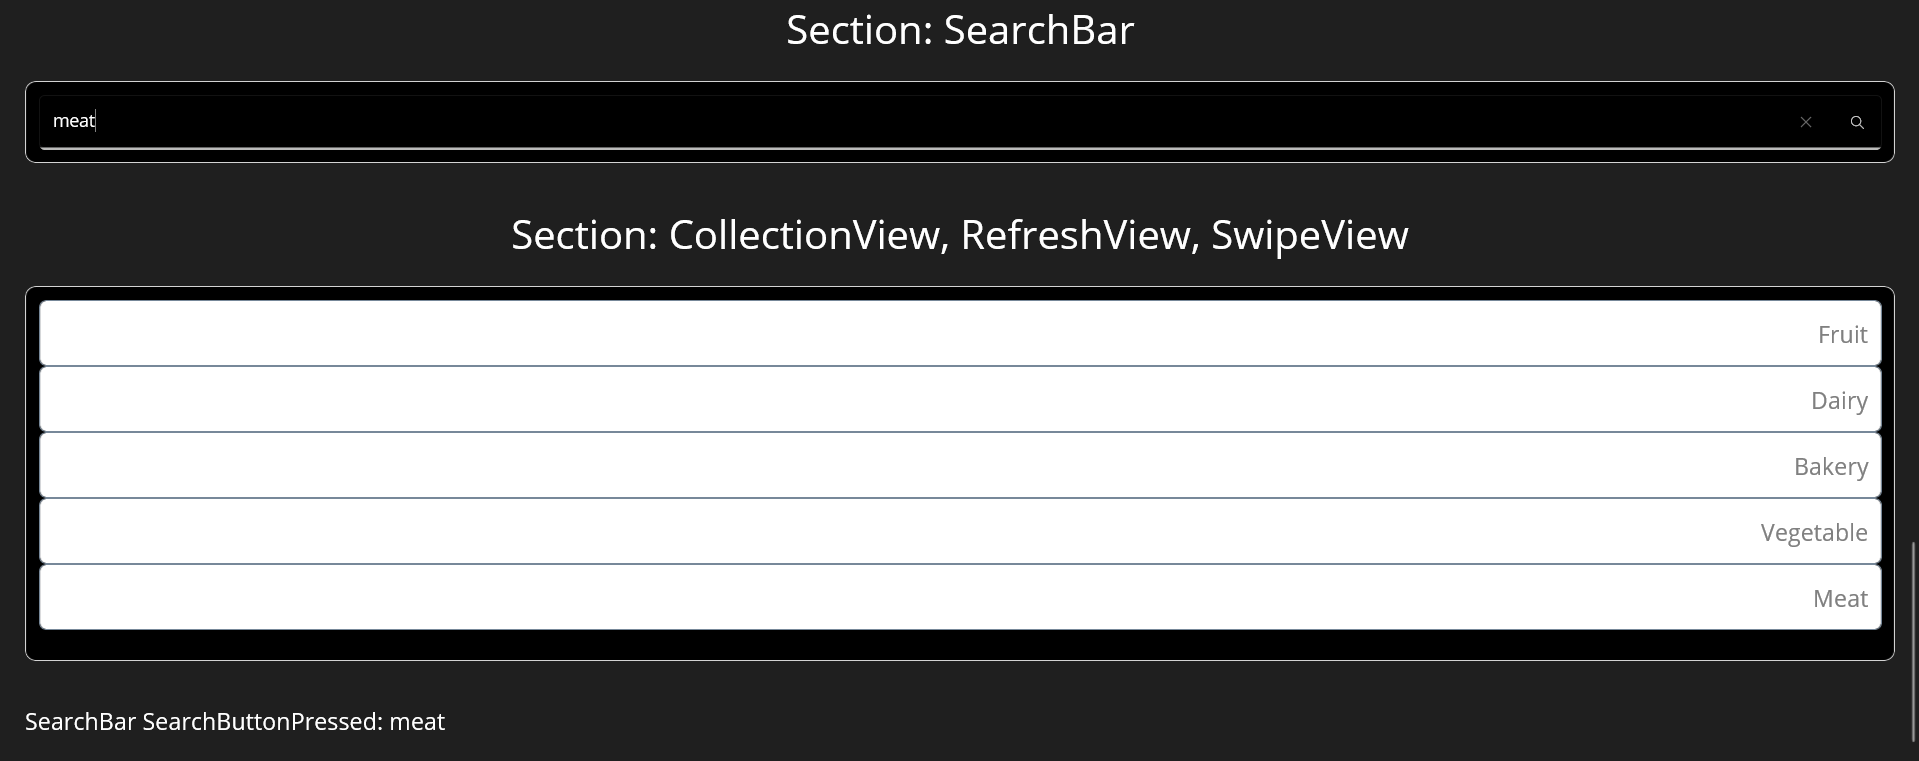 Section: SearchBar
meat
Section: CollectionView, RefreshView, SwipeView
Fruit
Dairy
Bakery
Vegetable
Meat
SearchBar SearchButtonPressed: meat